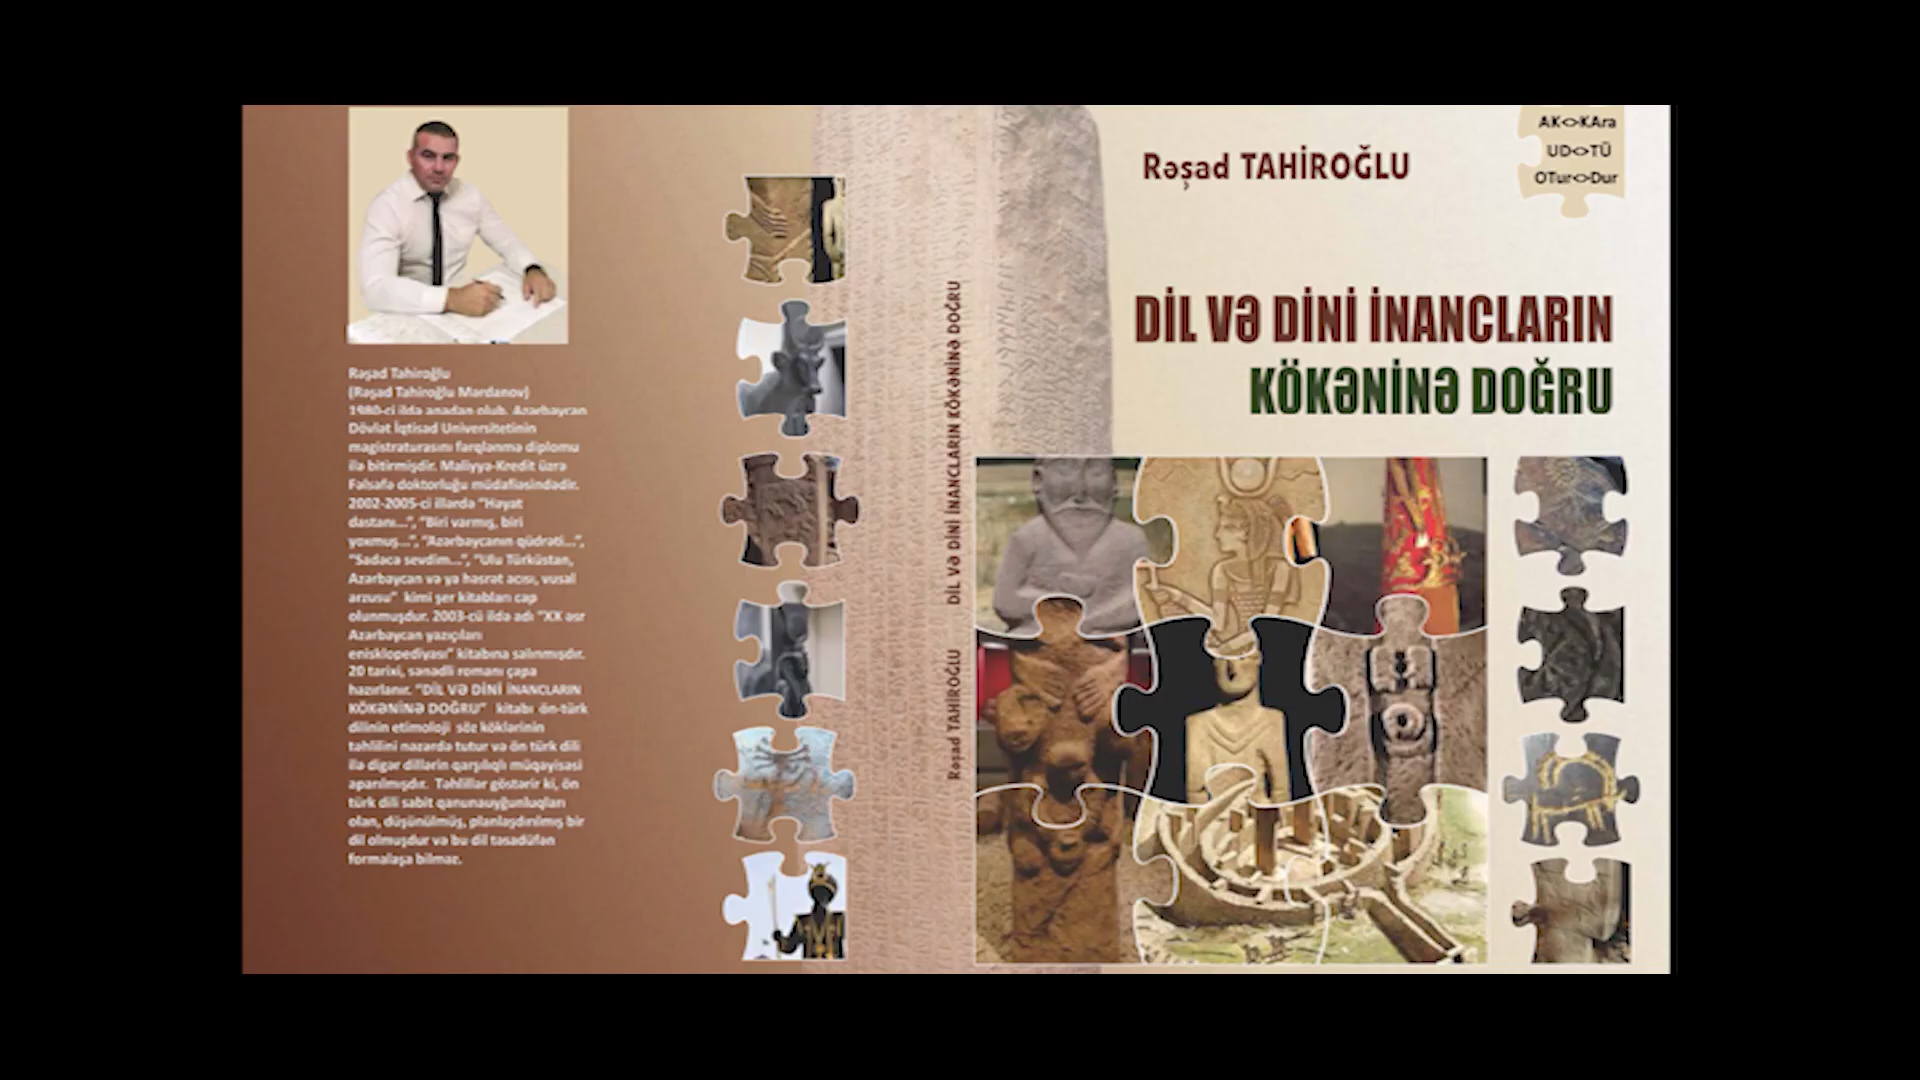 Rəşad Tahiroğlu
(Rəşad Tahiroğlu Mərdanov)
1980-ci ildə anadan olub. Azərbaycan
Dövlət İqtisad Universitetinin
magistraturasını fərqlənmə diplomu
ilə bitirmişdir. Maliyyə-Kredit üzrə
Fəlsəfə doktorluğu müdafiəsindədir.
2002-2005-ci illərdə "Həyat
dastanı...", "Biri varmış, biri
yoxmuş...", "Azərbaycanın qüdrəti...",
"Sadəcə sevdim...", "Ulu Türküstan,
Azərbaycan və ya həsrət acısı, vüsal
arzusu" kimi şer kitabları çap
olunmuşdur. 2003-cü ildə adı "XX əsr
Azərbaycan yazıçıları
enisklopediyası" kitabına salınmışdır.
20 tarixi, sənədli romanı çapa
hazırlanır. "DİL VƏ DİNİ İNANCLARIN
KÖKƏNİNƏ DOĞRU" kitabı ön-türk
dilinin etimoloji söz köklərinin
təhlilini nəzərdə tutur və ön türk dili
ilə digər dillərin qarşılıqlı müqayisəsi
aparılmışdır. Təhlillər göstərir ki, ön
türk dili sabit qanunauyğunluqları
olan, düşünülmüş, planlaşdırılmış bir
dil olmuşdur və bu dil təsadüfən
formalaşa bilməz.
Rəşad TAHİROĞLU DİL VƏ DİNİ İNANCLARIN KÖKƏNİNƏ DOĞRU
Rəşad TAHİROĞLU
AK<>KAra
UD<>TÜ
OTur<>Dur
DİL VƏ DİNİ İNANCLARIN
KÖKƏNİNƏ DOĞRU